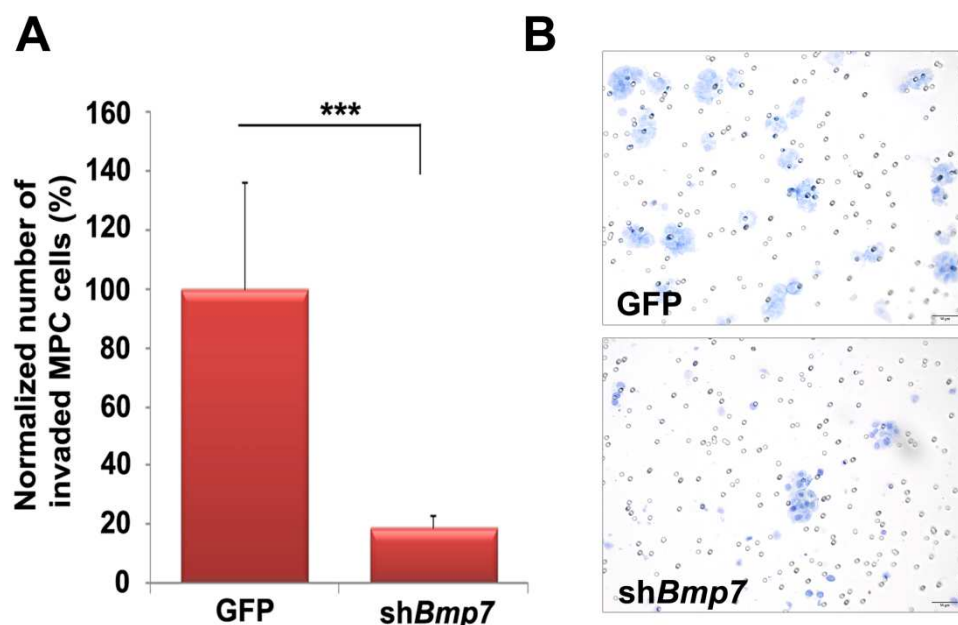 A
B
Normalized number of
invaded MPC cells (%)
160
140
120
100
80
60
40
20
0
***
GFP
shBmp7
GFP
shBmp7